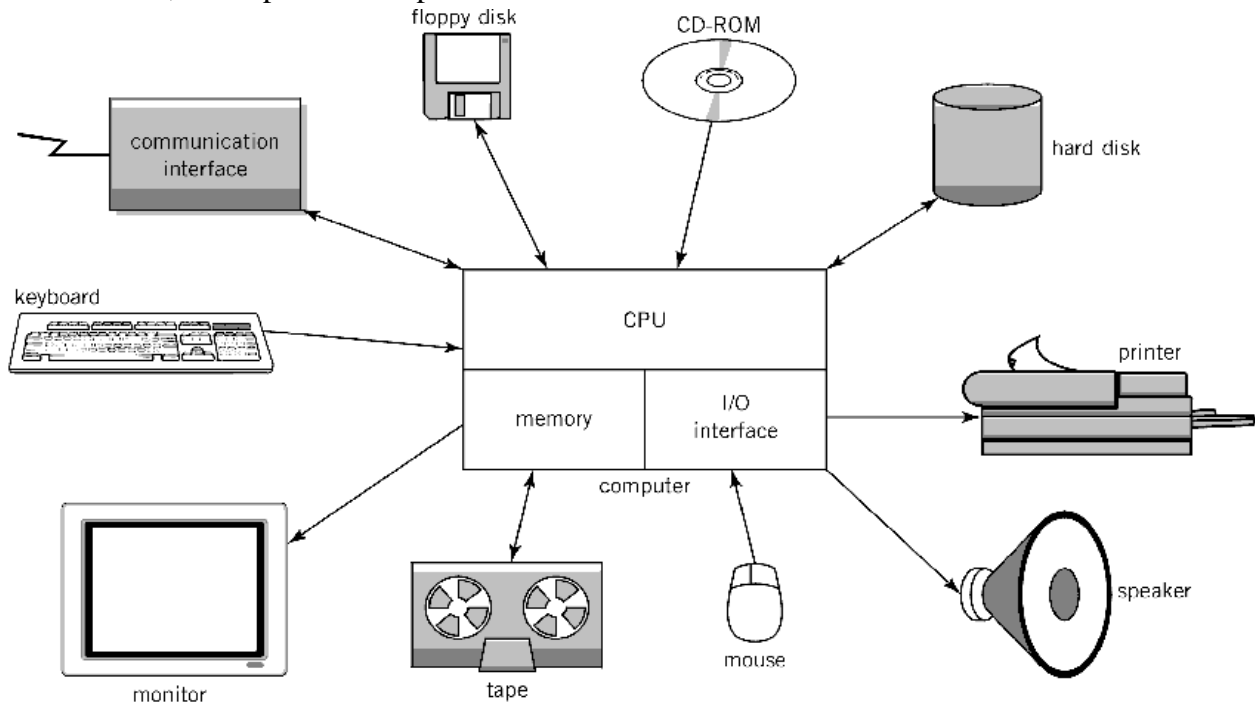 floppy disk
CD-ROM
communication
interface
hard disk
keyboard
CPU
printer
memory
I/O
interface
computer
speaker
mouse
tape
monitor